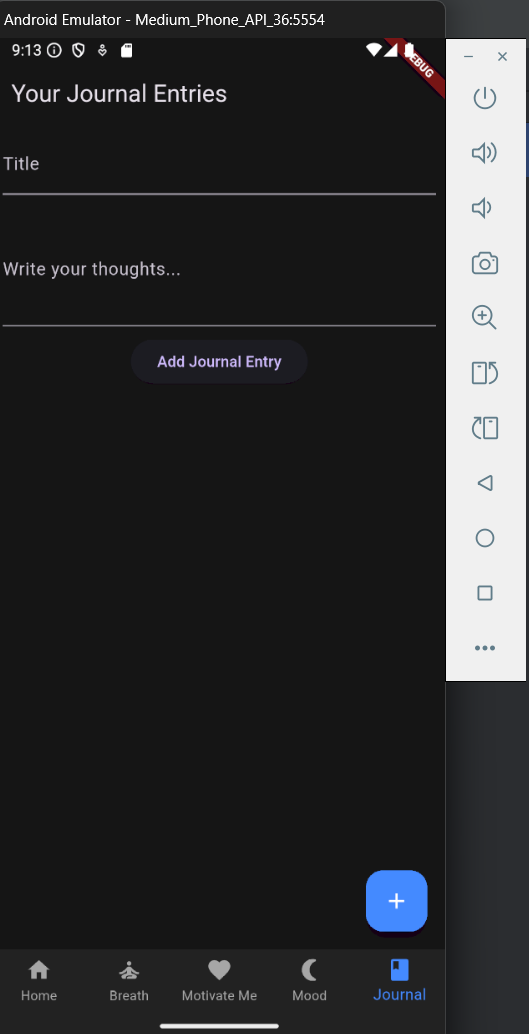 Android Emulator - Medium_Phone_API_36:5554
9:13
DEBUG
Your Journal Entries
Title
Write your thoughts...
Add Journal Entry
+
Home
Breath
Motivate Me
Mood
Journal